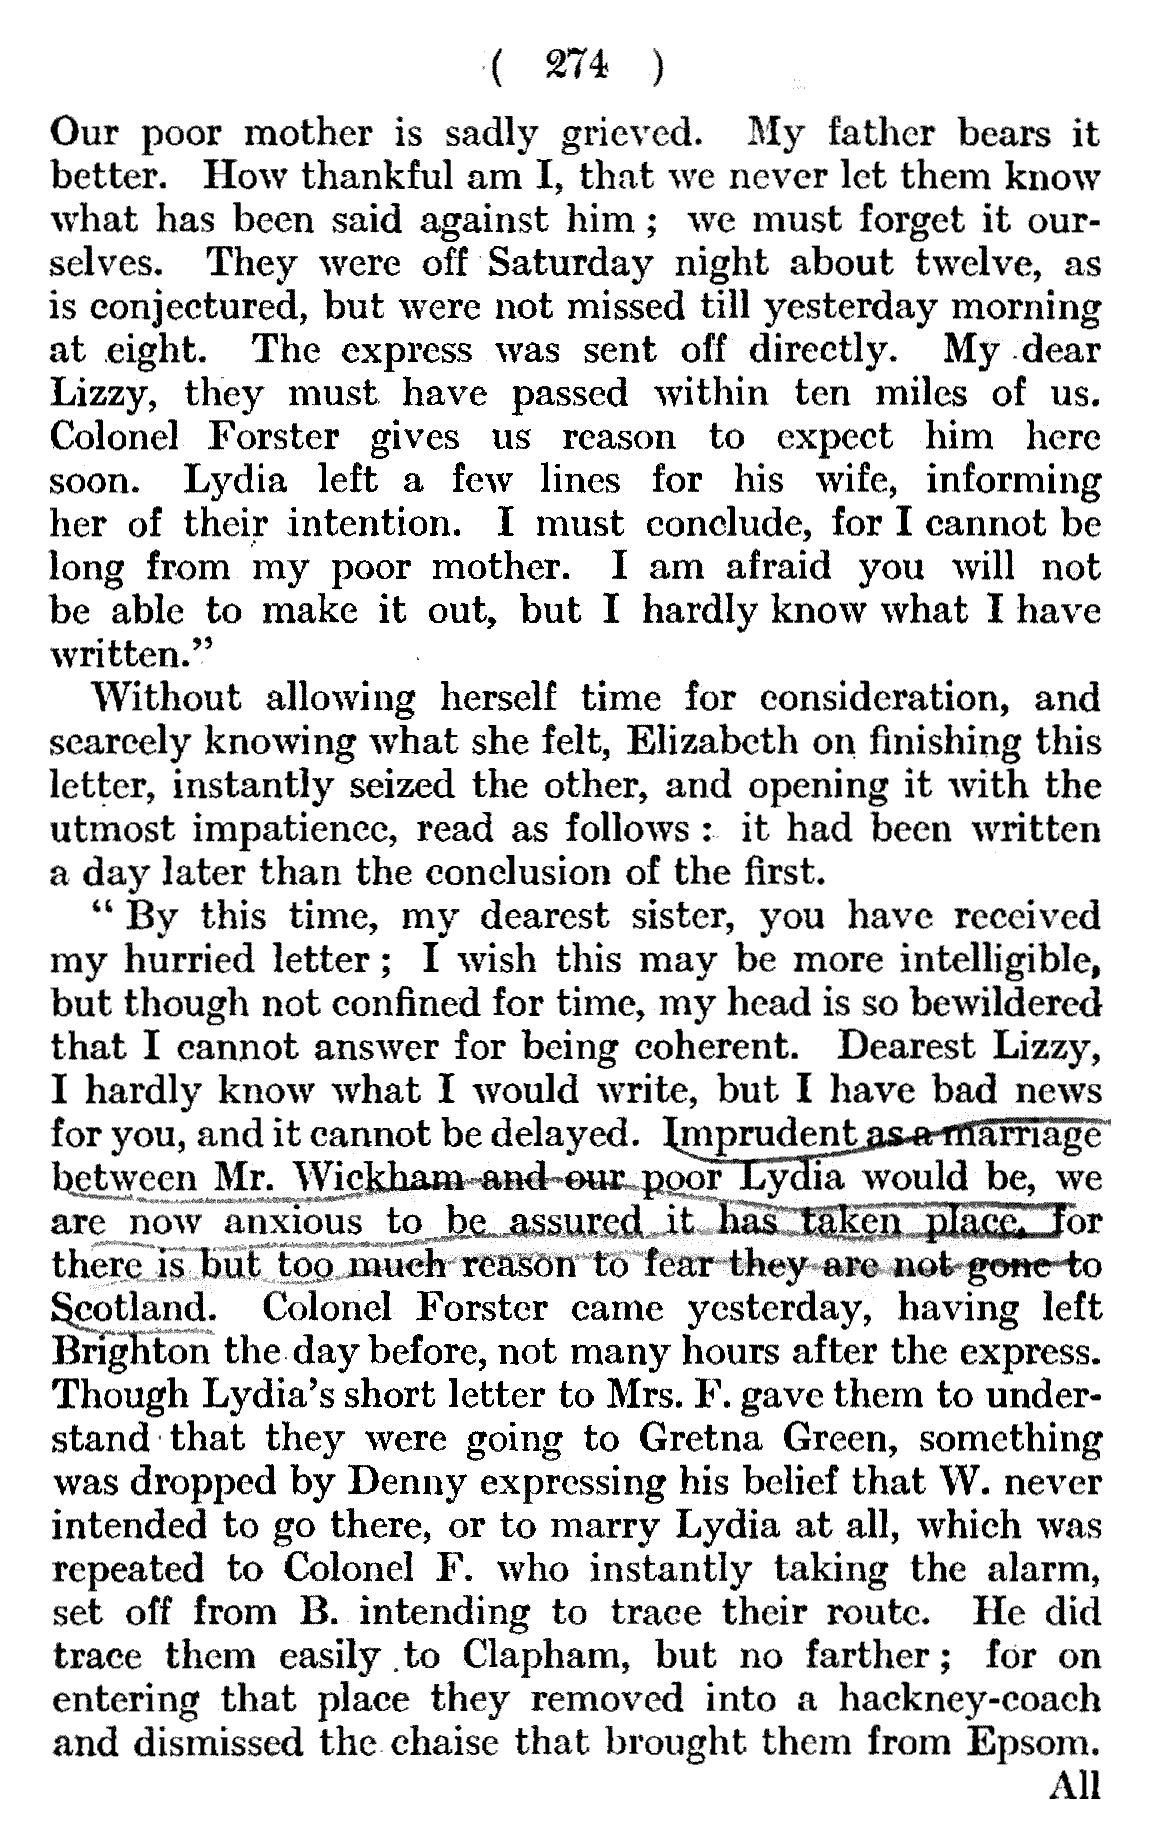 ( 274 )
Our poor mother is sadly grieved. My father bears it
better. How thankful am I, that we never let them know
what has been said against him ; we must forget it our-
selves. They were off Saturday night about twelve, as
is conjectured, but were not missed till yesterday morning
at eight. The express was sent off directly. My dear
Lizzy, they must have passed within ten miles of us.
Colonel Forster gives us reason to expect him here
soon. Lydia left a few lines for his wife, informing
her of their intention. I must conclude, for I cannot be
long from my poor mother. I am afraid you will not
be able to make it out, but I hardly know what I have
written.”
Without allowing herself time for consideration, and
scarcely knowing what she felt, Elizabeth on finishing this
letter, instantly seized the other, and opening it with the
utmost impatience, read as follows : it had been written
a day later than the conclusion of the first.
“ By this time, my dearest sister, you have received
my hurried letter ; I wish this may be more intelligible,
but though not confined for time, my head is so bewildered
that I cannot answer for being coherent. Dearest Lizzy,
I hardly know what I would write, but I have bad news
for you, and it cannot be delayed. Imprudent as a marriage
between Mr. Wickham and our poor Lydia would be, we
are now anxious to be assured it has taken place, for
there is but too much reason to fear they are not gone to
Scotland. Colonel Forster came yesterday, having left
Brighton the day before, not many hours after the express.
Though Lydia’s short letter to Mrs. F. gave them to under-
stand that they were going to Gretna Green, something
was dropped by Denny expressing his belief that W. never
intended to go there, or to marry Lydia at all, which was
repeated to Colonel F. who instantly taking the alarm,
set off from B. intending to trace their route. He did
trace them easily to Clapham, but no farther ; for on
entering that place they removed into a hackney-coach
and dismissed the chaise that brought them from Epsom.
All